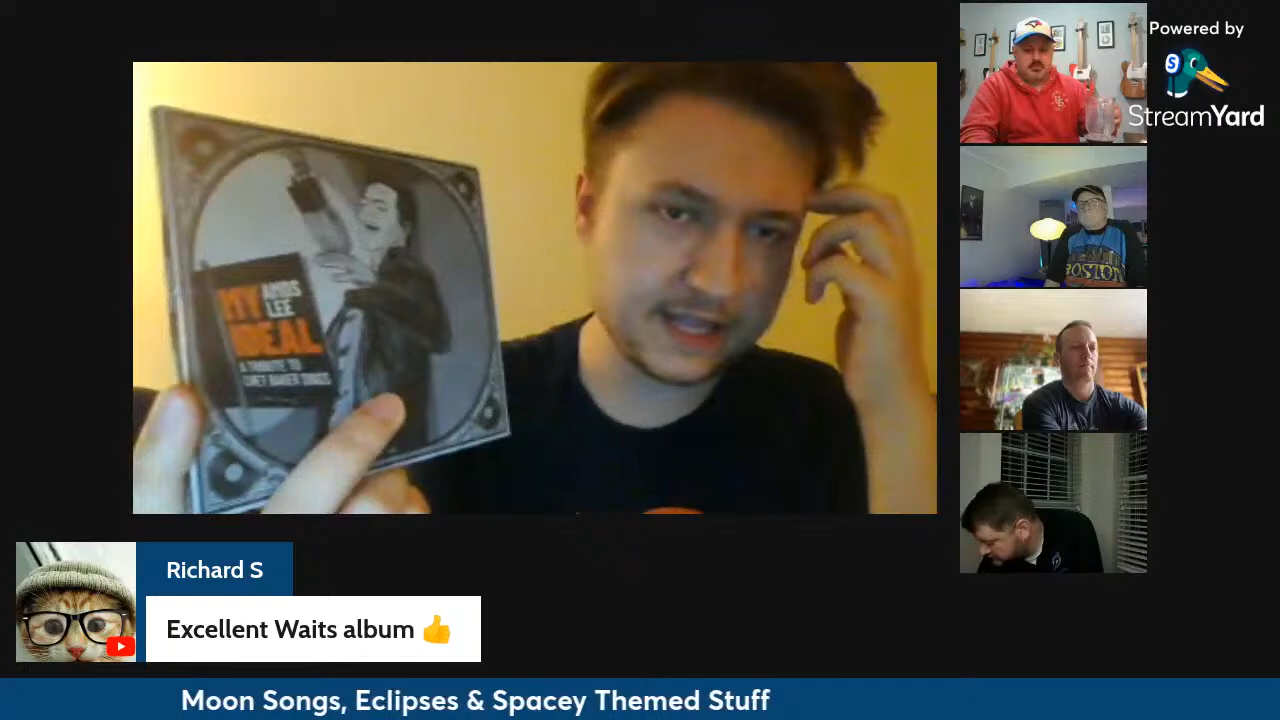 Powered by
StreamYard
MY AMOS
LEE
IDEAL
A TRIBUTE TO
CHET BAKER SINGS
BOSTON
Richard S
Excellent Waits album 👍
Moon Songs, Eclipses & Spacey Themed Stuff